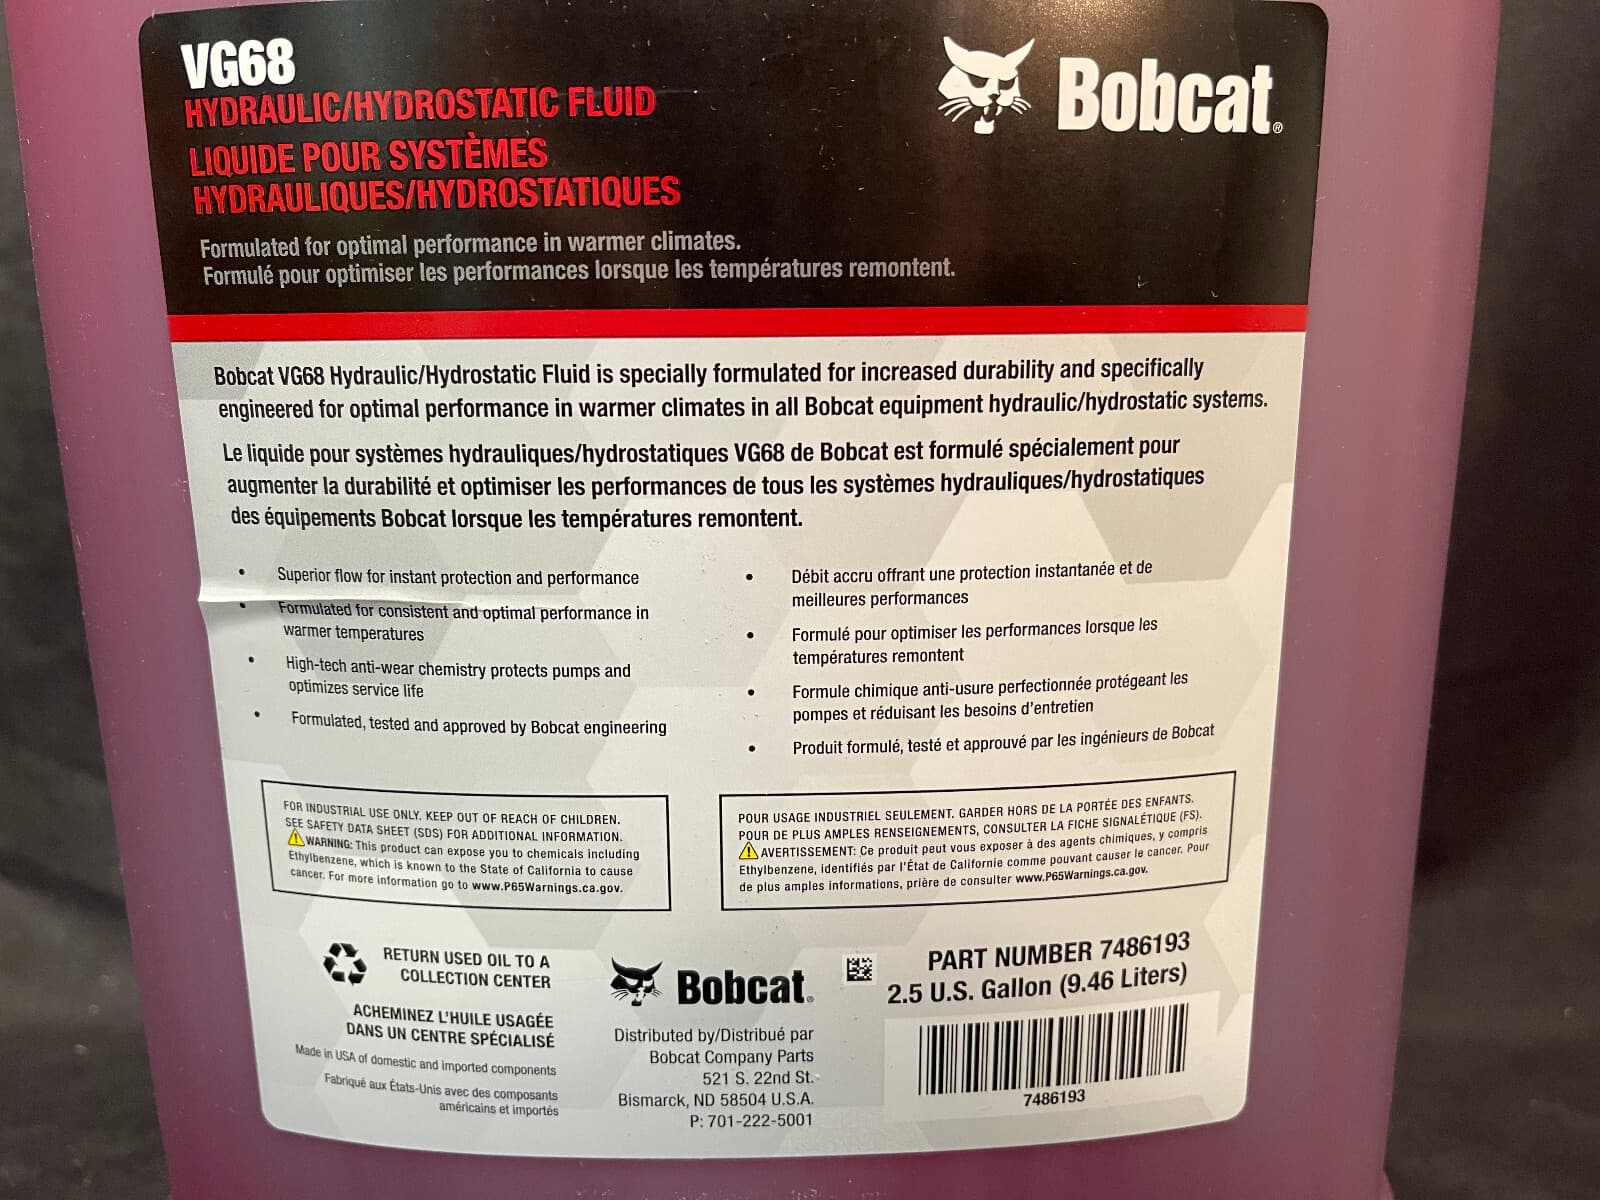 VG68
HYDRAULIC/HYDROSTATIC FLUID
LIQUIDE POUR SYSTÈMES
HYDRAULIQUES/HYDROSTATIQUES
Formulated for optimal performance in warmer climates.
Formulé pour optimiser les performances lorsque les températures remontent.
Bobcat®
Bobcat VG68 Hydraulic/Hydrostatic Fluid is specially formulated for increased durability and specifically
engineered for optimal performance in warmer climates in all Bobcat equipment hydraulic/hydrostatic systems.
Le liquide pour systèmes hydrauliques/hydrostatiques VG68 de Bobcat est formulé spécialement pour
augmenter la durabilité et optimiser les performances de tous les systèmes hydrauliques/hydrostatiques
des équipements Bobcat lorsque les températures remontent.
• Superior flow for instant protection and performance
• Formulated for consistent and optimal performance in
warmer temperatures
• High-tech anti-wear chemistry protects pumps and
optimizes service life
• Formulated, tested and approved by Bobcat engineering
• Débit accru offrant une protection instantanée et de
meilleures performances
• Formulé pour optimiser les performances lorsque les
températures remontent
• Formule chimique anti-usure perfectionnée protégeant les
pompes et réduisant les besoins d'entretien
• Produit formulé, testé et approuvé par les ingénieurs de Bobcat
FOR INDUSTRIAL USE ONLY. KEEP OUT OF REACH OF CHILDREN.
SEE SAFETY DATA SHEET (SDS) FOR ADDITIONAL INFORMATION.
WARNING: This product can expose you to chemicals including
Ethylbenzene, which is known to the State of California to cause
cancer. For more information go to www.P65Warnings.ca.gov.
POUR USAGE INDUSTRIEL SEULEMENT. GARDER HORS DE LA PORTÉE DES ENFANTS.
POUR DE PLUS AMPLES RENSEIGNEMENTS, CONSULTER LA FICHE SIGNALÉTIQUE (FS).
AVERTISSEMENT: Ce produit peut vous exposer à des agents chimiques, y compris
Ethylbenzene, identifiés par l'État de Californie comme pouvant causer le cancer. Pour
de plus amples informations, prière de consulter www.P65Warnings.ca.gov.
RETURN USED OIL TO A
COLLECTION CENTER
ACHEMINEZ L'HUILE USAGÉE
DANS UN CENTRE SPÉCIALISÉ
Made in USA of domestic and imported components
Fabriqué aux États-Unis avec des composants
américains et importés
Bobcat®
Distributed by/Distribué par
Bobcat Company Parts
521 S. 22nd St.
Bismarck, ND 58504 U.S.A.
P: 701-222-5001
PART NUMBER 7486193
2.5 U.S. Gallon (9.46 Liters)
7486193